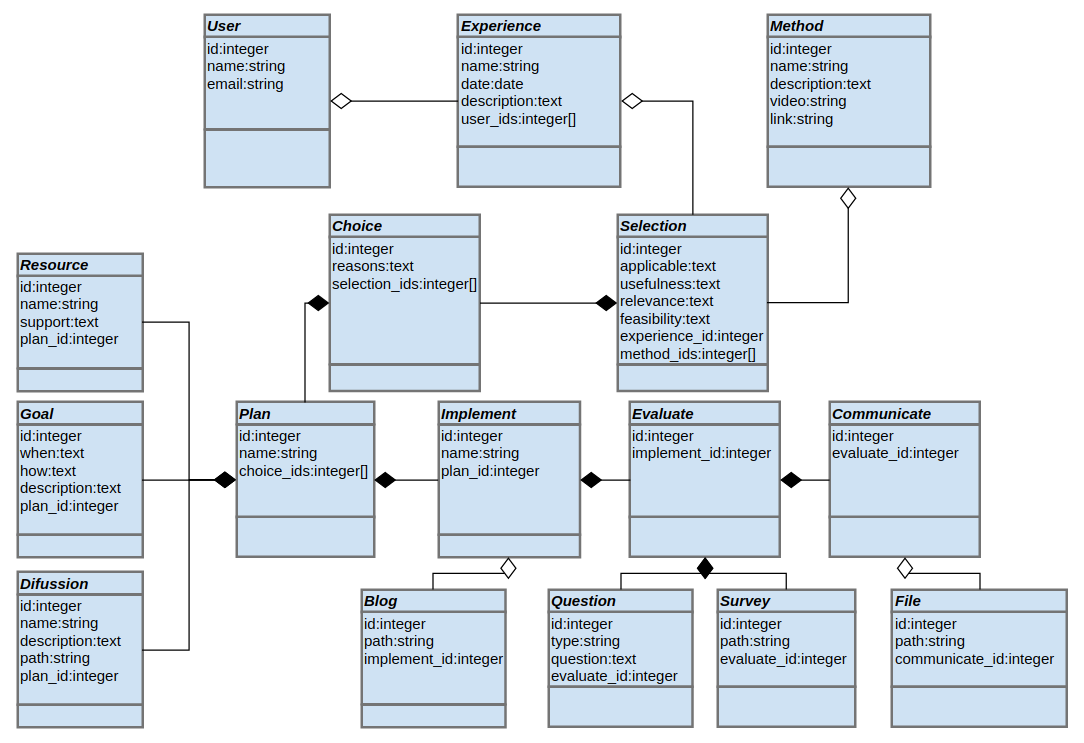 User
id:integer
name:string
email:string
Experience
id:integer
name:string
date:date
description:text
user_ids:integer[]
Method
id:integer
name:string
description:text
video:string
link:string
Choice
id:integer
reasons:text
selection_ids:integer[]
Selection
id:integer
applicable:text
usefulness:text
relevance:text
feasibility:text
experience_id:integer
method_ids:integer[]
Resource
id:integer
name:string
support:text
plan_id:integer
Goal
id:integer
when:text
how:text
description:text
plan_id:integer
Plan
id:integer
name:string
choice_ids:integer[]
Implement
id:integer
name:string
plan_id:integer
Evaluate
id:integer
implement_id:integer
Communicate
id:integer
evaluate_id:integer
Difussion
id:integer
name:string
description:text
path:string
plan_id:integer
Blog
id:integer
path:string
implement_id:integer
Question
id:integer
type:string
question:text
evaluate_id:integer
Survey
id:integer
path:string
evaluate_id:integer
File
id:integer
path:string
communicate_id:integer